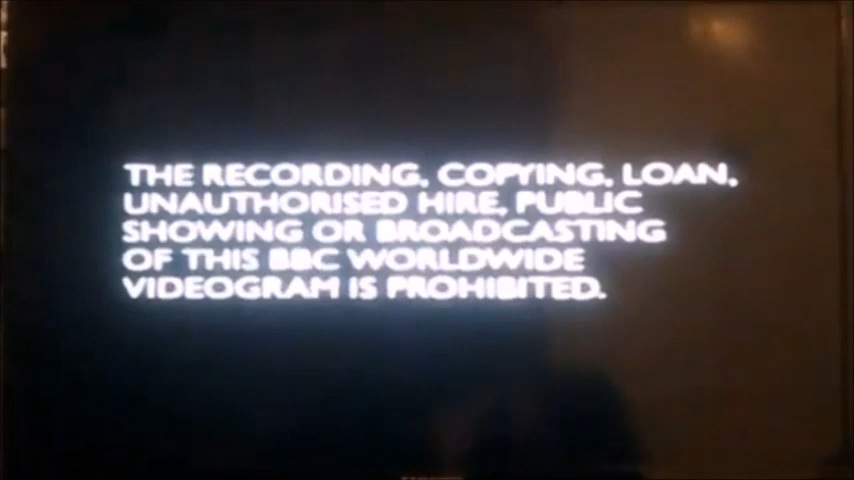 THE RECORDING, COPYING, LOAN,
UNAUTHORISED HIRE, PUBLIC
SHOWING OR BROADCASTING
OF THIS BBC WORLDWIDE
VIDEOGRAM IS PROHIBITED.